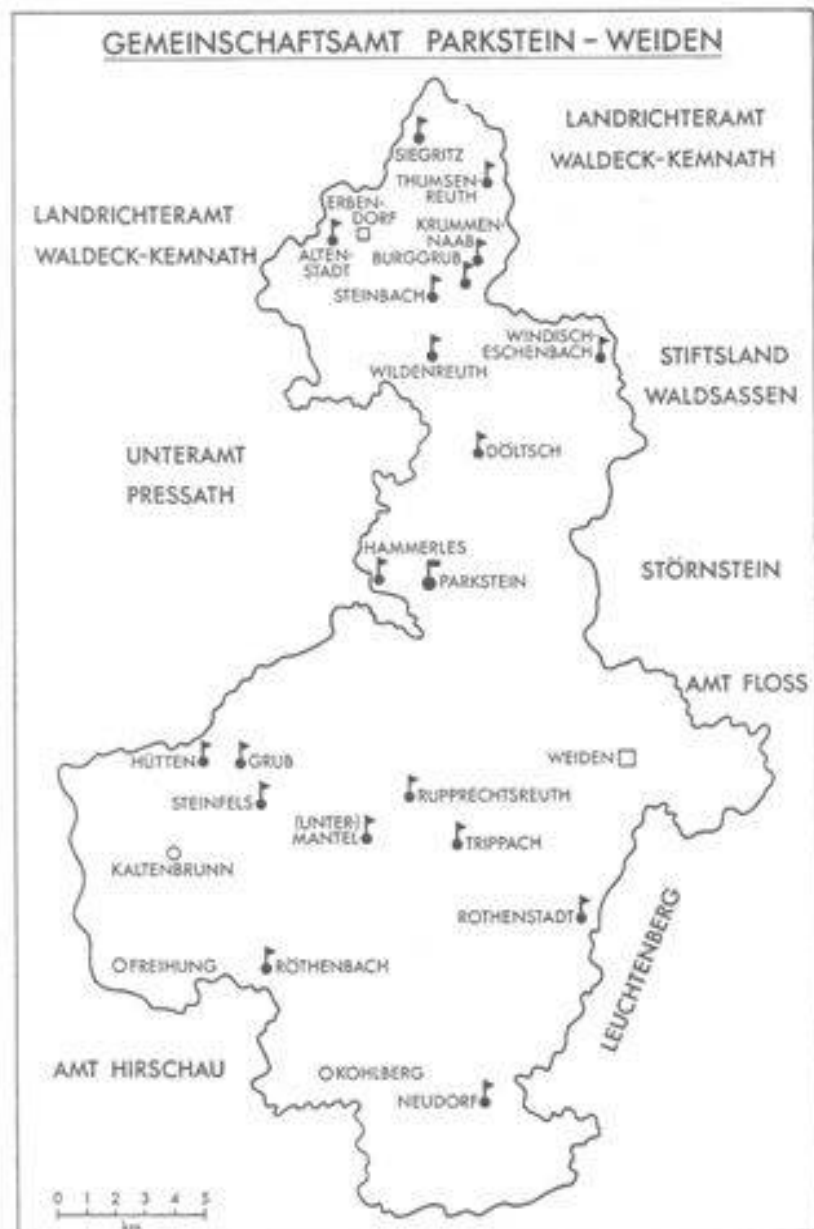 GEMEINSCHAFTSAMT PARKSTEIN – WEIDEN
LANDRICHTERAMT
WALDECK-KEMNATH
SIEGRITZ
THUMSEN-
REUTH
ERBEN-
DORF
LANDRICHTERAMT
WALDECK-KEMNATH
ALTEN-
STADT
KRUMMEN-
NAAB
BURGGRUB
STEINBACH
WINDISCH-
ESCHENBACH
WILDENREUTH
STIFTSLAND
WALDSASSEN
UNTERAMT
PRESSATH
DÖLTSCH
HAMMERLES
PARKSTEIN
STÖRNSTEIN
AMT FLOSS
HÜTTEN
GRUB
WEIDEN
STEINFELS
RUPPRECHTSREUTH
(UNTER-)
MANTEL
TRIPPACH
KALTENBRUNN
ROTHENSTADT
LEUCHTENBERG
FREIHUNG
RÖTHENBACH
AMT HIRSCHAU
KOHLBERG
NEUDORF
0 1 2 3 4 5
km